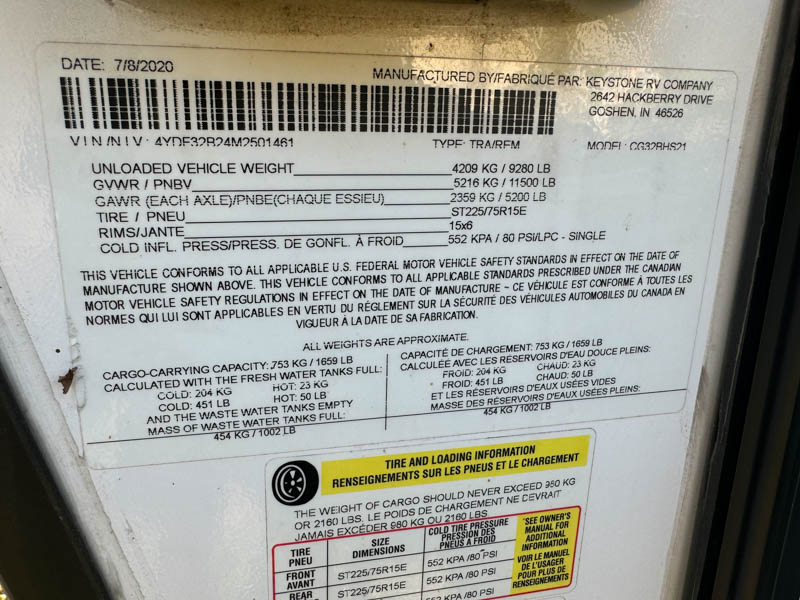 DATE: 7/8/2020
MANUFACTURED BY/FABRIQUÉ PAR: KEYSTONE RV COMPANY
2642 HACKBERRY DRIVE
GOSHEN, IN 46526
VIN/NIV: 4YDF32B24M2501461 TYPE: TRA/REM MODEL: CG32BHS21
UNLOADED VEHICLE WEIGHT 4209 KG / 9280 LB
GVWR / PNBV 5216 KG / 11500 LB
GAWR (EACH AXLE)/PNBE(CHAQUE ESSIEU) 2359 KG / 5200 LB
TIRE / PNEU ST225/75R15E
RIMS/JANTE 15x6
COLD INFL. PRESS/PRESS. DE GONFL. À FROID 552 KPA / 80 PSI/LPC - SINGLE
THIS VEHICLE CONFORMS TO ALL APPLICABLE U.S. FEDERAL MOTOR VEHICLE SAFETY STANDARDS IN EFFECT ON THE DATE OF
MANUFACTURE SHOWN ABOVE. THIS VEHICLE CONFORMS TO ALL APPLICABLE STANDARDS PRESCRIBED UNDER THE CANADIAN
MOTOR VEHICLE SAFETY REGULATIONS IN EFFECT ON THE DATE OF MANUFACTURE ~ CE VÉHICULE EST CONFORME À TOUTES LES
NORMES QUI LUI SONT APPLICABLES EN VERTU DU RÉGLEMENT SUR LA SÉCURITÉ DES VÉHICULES AUTOMOBILES DU CANADA EN
VIGUEUR À LA DATE DE SA FABRICATION.
ALL WEIGHTS ARE APPROXIMATE.
CARGO-CARRYING CAPACITY: 753 KG / 1659 LB
CALCULATED WITH THE FRESH WATER TANKS FULL:
COLD: 204 KG HOT: 23 KG
COLD: 451 LB HOT: 50 LB
AND THE WASTE WATER TANKS EMPTY
MASS OF WASTE WATER TANKS FULL:
454 KG / 1002 LB
CAPACITÉ DE CHARGEMENT: 753 KG / 1659 LB
CALCULÉE AVEC LES RÉSERVOIRS D'EAU DOUCE PLEINS:
FROID: 204 KG CHAUD: 23 KG
FROID: 451 LB CHAUD: 50 LB
ET LES RÉSERVOIRS D'EAUX USÉES VIDES
MASSE DES RÉSERVOIRS D'EAUX USÉES PLEINS:
454 KG / 1002 LB
TIRE AND LOADING INFORMATION
RENSEIGNEMENTS SUR LES PNEUS ET LE CHARGEMENT
THE WEIGHT OF CARGO SHOULD NEVER EXCEED 980 KG
OR 2160 LBS. LE POIDS DE CHARGEMENT NE DEVRAIT
JAMAIS EXCÉDER 980 KG OU 2160 LBS
TIRE
PNEU
SIZE
DIMENSIONS
COLD TIRE PRESSURE
PRESSION DES
PNEUS A FROID
"SEE OWNER'S
MANUAL FOR
ADDITIONAL
INFORMATION
VOIR LE MANUEL
DE L'USAGER
POUR PLUS DE
RENSEIGNEMENTS
FRONT
AVANT
ST225/75R15E
552 KPA /80 PSI
REAR
ST225/75R15E
552 KPA /80 PSI
552 KPA /80 PSI